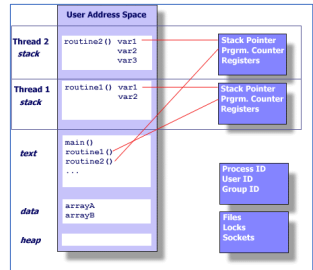 User Address Space
Thread 2
stack
routine2() var1
var2
var3
Stack Pointer
Prgrm. Counter
Registers
Thread 1
stack
routine1() var1
var2
Stack Pointer
Prgrm. Counter
Registers
text
main()
routine1()
routine2()
...
Process ID
User ID
Group ID
data
arrayA
arrayB
Files
Locks
Sockets
heap